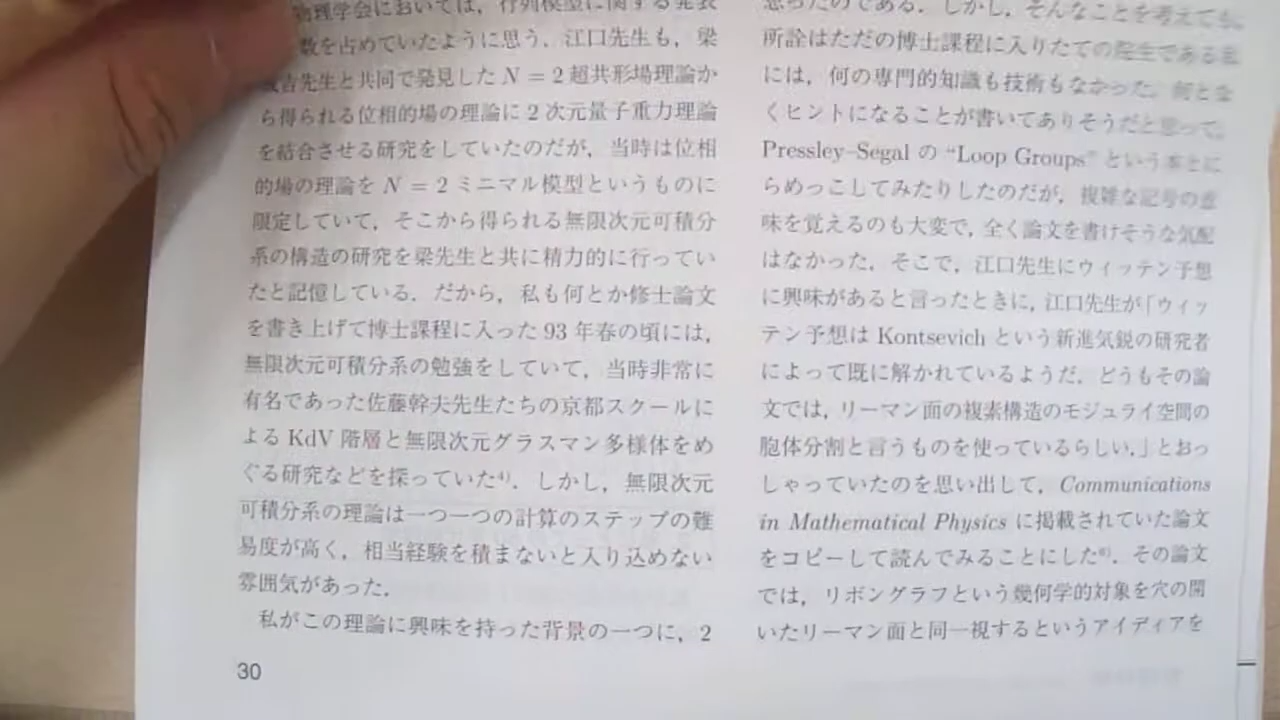 物理学会においては，行列模型に関する発表
数を占めていたように思う．江口先生も，梁
吉先生と共同で発見した N = 2 超共形場理論か
ら得られる位相的場の理論に 2 次元量子重力理論
を結合させる研究をしていたのだが，当時は位相
的場の理論を N = 2 ミニマル模型というものに
限定していて，そこから得られる無限次元可積分
系の構造の研究を梁先生と共に精力的に行ってい
たと記憶している．だから，私も何とか修士論文
を書き上げて博士課程に入った 93 年春の頃には，
無限次元可積分系の勉強をしていて，当時非常に
有名であった佐藤幹夫先生たちの京都スクールに
よる KdV 階層と無限次元グラスマン多様体をめ
ぐる研究などを探っていた⁴⁾．しかし，無限次元
可積分系の理論は一つ一つの計算のステップの難
易度が高く，相当経験を積まないと入り込めない
雰囲気があった．
私がこの理論に興味を持った背景の一つに，2
30
思ったのである．しかし，そんなことを考えても，
所詮はただの博士課程に入りたての院生である私
には，何の専門的知識も技術もなかった．何とな
くヒントになることが書いてありそうだと思って，
Pressley–Segal の “Loop Groups” という本とに
らめっこしてみたりしたのだが，複雑な記号の意
味を覚えるのも大変で，全く論文を書けそうな気配
はなかった．そこで，江口先生にウィッテン予想
に興味があると言ったときに，江口先生が「ウィッ
テン予想は Kontsevich という新進気鋭の研究者
によって既に解かれているようだ．どうもその論
文では，リーマン面の複素構造のモジュライ空間の
胞体分割と言うものを使っているらしい．」とおっ
しゃっていたのを思い出して，Communications
in Mathematical Physics に掲載されていた論文
をコピーして読んでみることにした⁶⁾．その論文
では，リボングラフという幾何学的対象を穴の開
いたリーマン面と同一視するというアイディアを